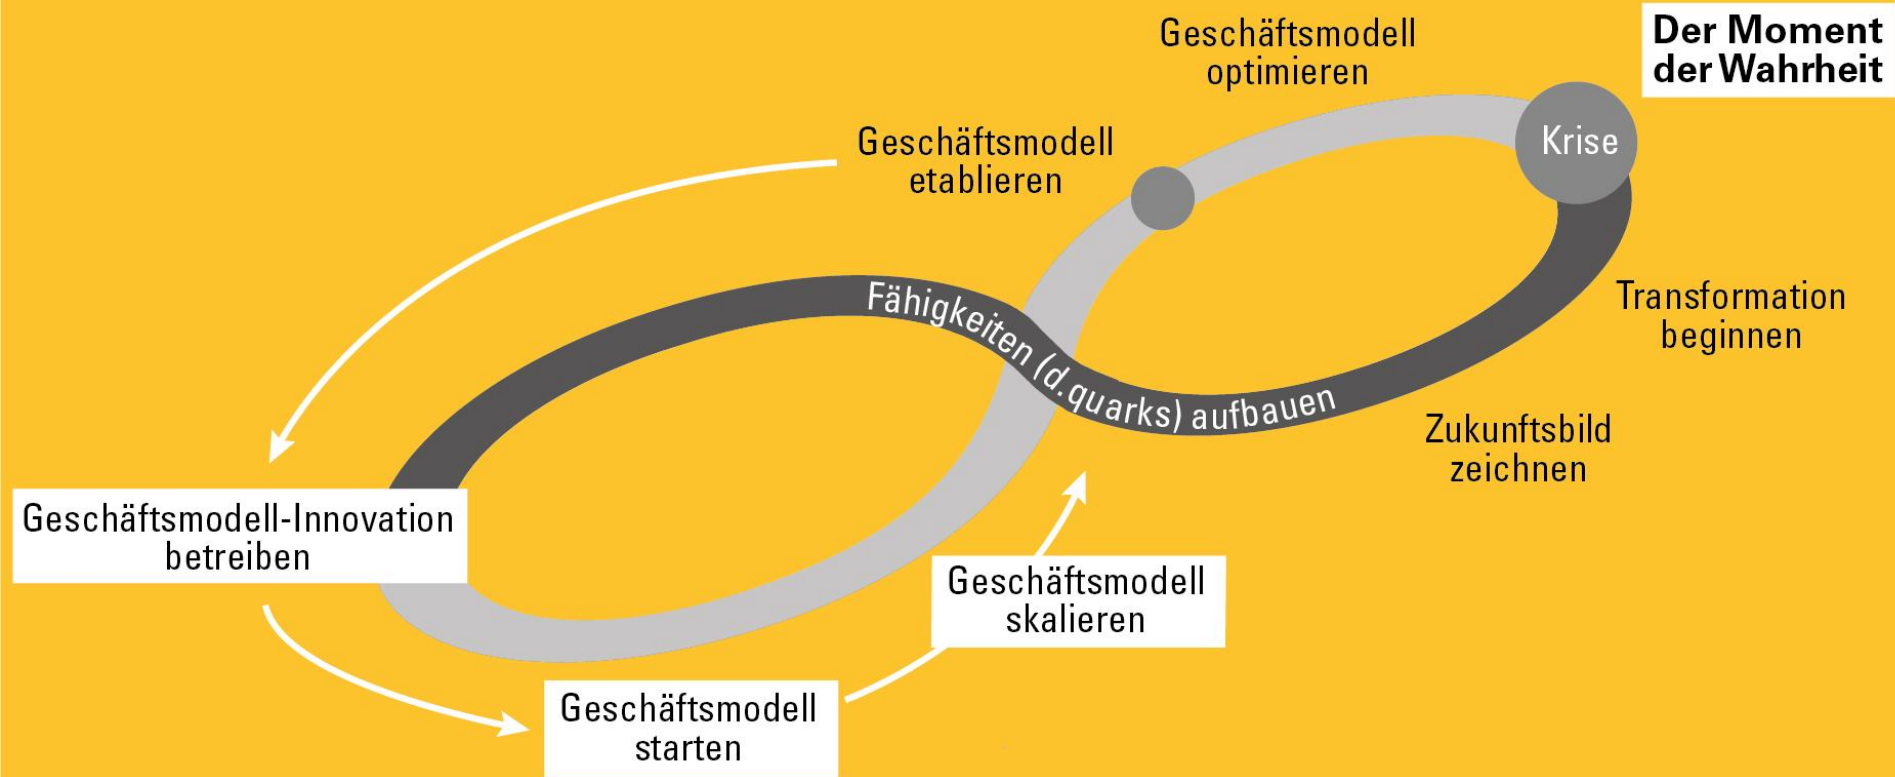 Geschäftsmodell
optimieren
Der Moment
der Wahrheit
Krise
Geschäftsmodell
etablieren
Fähigkeiten (d.quarks) aufbauen
Transformation
beginnen
Zukunftsbild
zeichnen
Geschäftsmodell-Innovation
betreiben
Geschäftsmodell
skalieren
Geschäftsmodell
starten